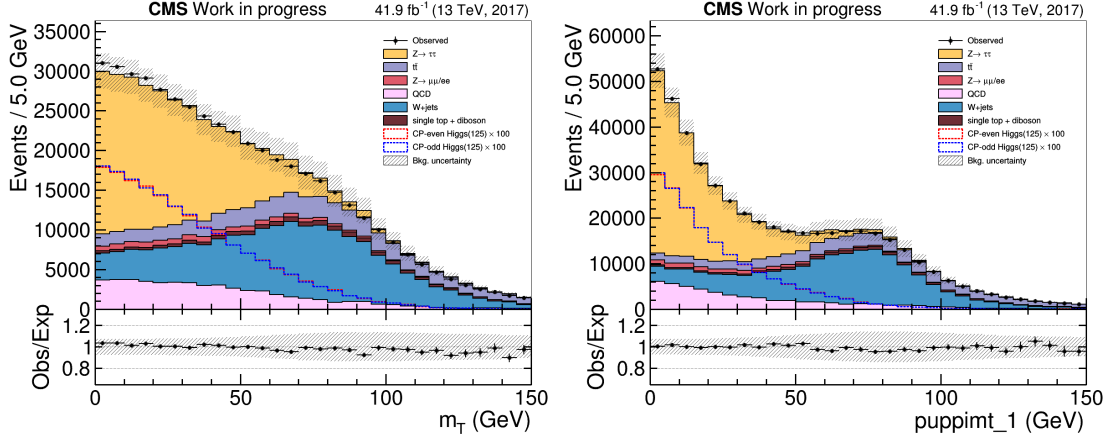 CMS Work in progress 41.9 fb⁻¹ (13 TeV, 2017)
Events / 5.0 GeV
35000
30000
25000
20000
15000
10000
5000
0
Observed
Z→ ττ
tt̄
Z→ μμ/ee
QCD
W+jets
single top + diboson
CP-even Higgs(125) × 100
CP-odd Higgs(125) × 100
Bkg. uncertainty
Obs/Exp
1.2
1
0.8
0 50 100 150
m_T (GeV)
CMS Work in progress 41.9 fb⁻¹ (13 TeV, 2017)
Events / 5.0 GeV
60000
50000
40000
30000
20000
10000
0
Observed
Z→ ττ
tt̄
Z→ μμ/ee
QCD
W+jets
single top + diboson
CP-even Higgs(125) × 100
CP-odd Higgs(125) × 100
Bkg. uncertainty
Obs/Exp
1.2
1
0.8
0 50 100 150
puppimt_1 (GeV)